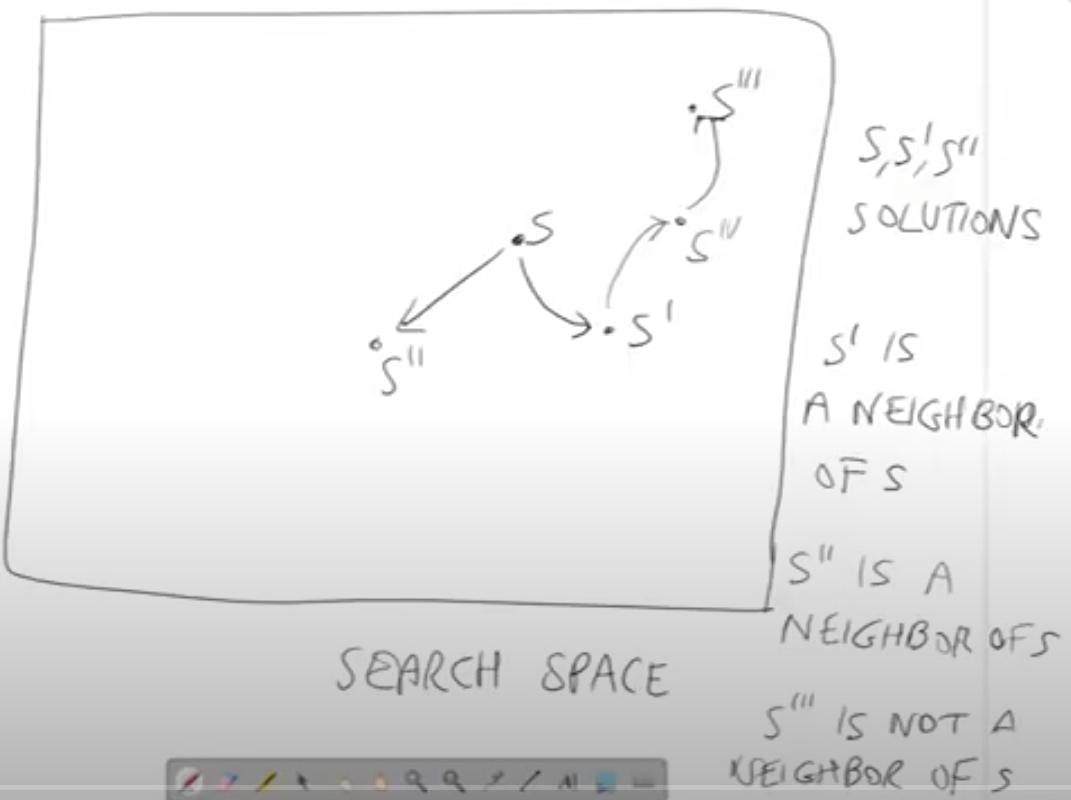 S'''
S
S'''
S'
S''
SEARCH SPACE
S, S', S''
SOLUTIONS
S' IS
A NEIGHBOR
OF S
S'' IS A
NEIGHBOR OF S
S''' IS NOT A
NEIGHBOR OF S